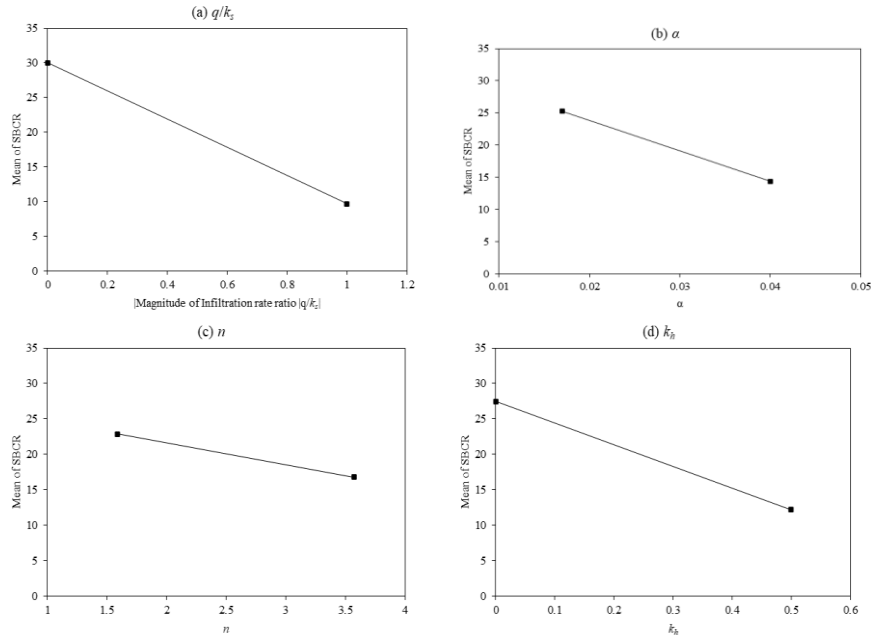 (a) q/kₛ
35
30
25
20
15
10
5
0
Mean of SBCR
0 0.2 0.4 0.6 0.8 1 1.2
|Magnitude of Infiltration rate ratio |q/kₛ|
(b) α
35
30
25
20
15
10
5
0
Mean of SBCR
0.01 0.02 0.03 0.04 0.05
α
(c) n
35
30
25
20
15
10
5
0
Mean of SBCR
1 1.5 2 2.5 3 3.5 4
n
(d) kₕ
35
30
25
20
15
10
5
0
Mean of SBCR
0 0.1 0.2 0.3 0.4 0.5 0.6
kₕ